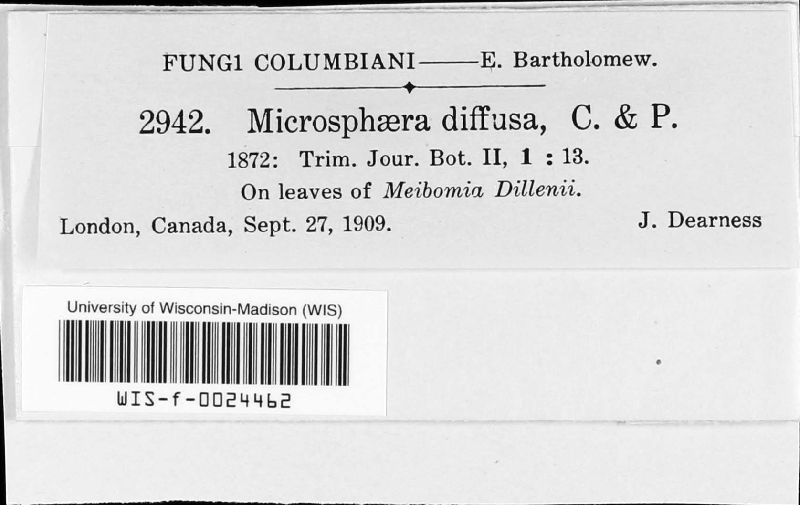 FUNG1 COLUMBIANI——E. Bartholomew.
2942. Microsphæra diffusa, C. & P.
1872: Trim. Jour. Bot. II, 1 : 13.
On leaves of Meibomia Dillenii.
London, Canada, Sept. 27, 1909. J. Dearness
University of Wisconsin-Madison (WIS)
WIS-f-0024462